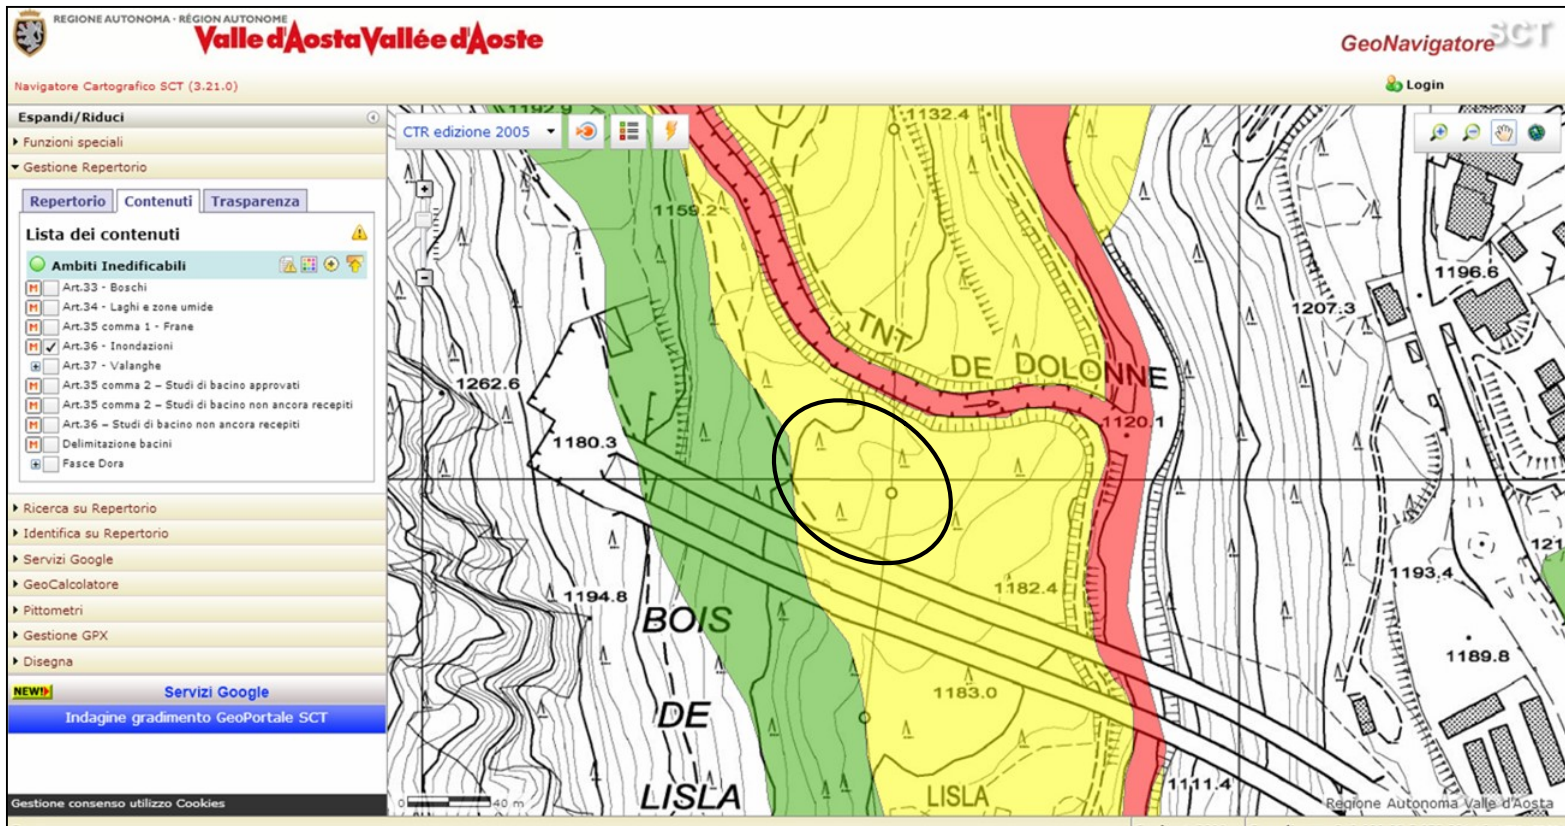 REGIONE AUTONOMA - RÉGION AUTONOME
Valle d'Aosta Vallée d'Aoste
GeoNavigatore SCT
Navigatore Cartografico SCT (3.21.0)
Login
Espandi/Riduci
Funzioni speciali
Gestione Repertorio
Repertorio Contenuti Trasparenza
Lista dei contenuti
Ambiti Inedificabili
M Art.33 - Boschi
M Art.34 - Laghi e zone umide
M Art.35 comma 1 - Frane
M Art.36 - Inondazioni
Art.37 - Valanghe
M Art.35 comma 2 – Studi di bacino approvati
M Art.35 comma 2 – Studi di bacino non ancora recepiti
M Art.36 – Studi di bacino non ancora recepiti
M Delimitazione bacini
Fasce Dora
Ricerca su Repertorio
Identifica su Repertorio
Servizi Google
GeoCalcolatore
Pittometri
Gestione GPX
Disegna
NEW! Servizi Google
Indagine gradimento GeoPortale SCT
Gestione consenso utilizzo Cookies
CTR edizione 2005
1192.9
1132.4
1159.2
1196.6
1207.3
TNT DE DOLONNE
1262.6
1120.1
1180.3
1193.4
1182.4
1194.8
BOIS
1189.8
1183.0
DE
1111.4
LISLA
LISLA
0 40 m
Regione Autonoma Valle d'Aosta